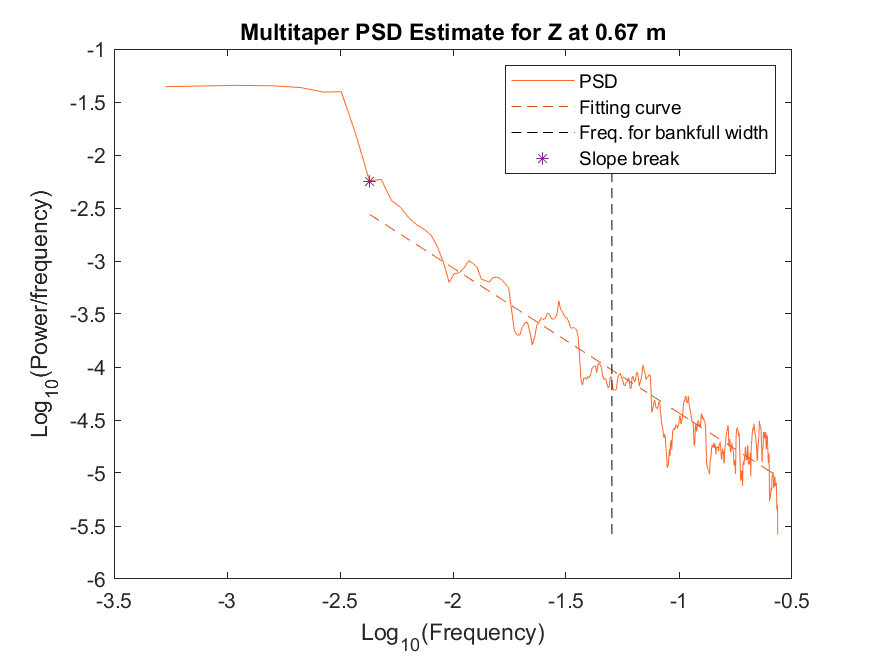 Multitaper PSD Estimate for Z at 0.67 m
PSD
Fitting curve
Freq. for bankfull width
Slope break
-1
-1.5
-2
-2.5
-3
-3.5
-4
-4.5
-5
-5.5
-6
Log10(Power/frequency)
-3.5 -3 -2.5 -2 -1.5 -1 -0.5
Log10(Frequency)